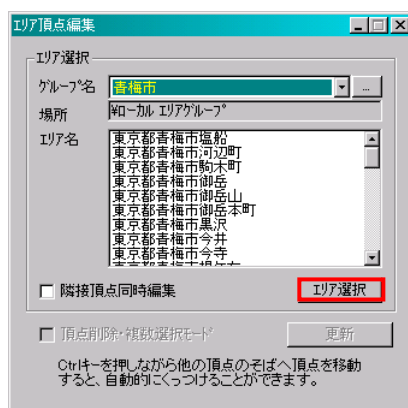 エリア頂点編集
エリア選択
グループ名
青梅市
...
場所
¥ローカル エリアグループ
エリア名
東京都青梅市塩船
東京都青梅市河辺町
東京都青梅市駒木町
東京都青梅市御岳
東京都青梅市御岳山
東京都青梅市御岳本町
東京都青梅市黒沢
東京都青梅市今井
東京都青梅市今寺
隣接頂点同時編集
エリア選択
頂点削除・複数選択モード
更新
Ctrlキーを押しながら他の頂点のそばへ頂点を移動
すると、自動的にくっつけることができます。